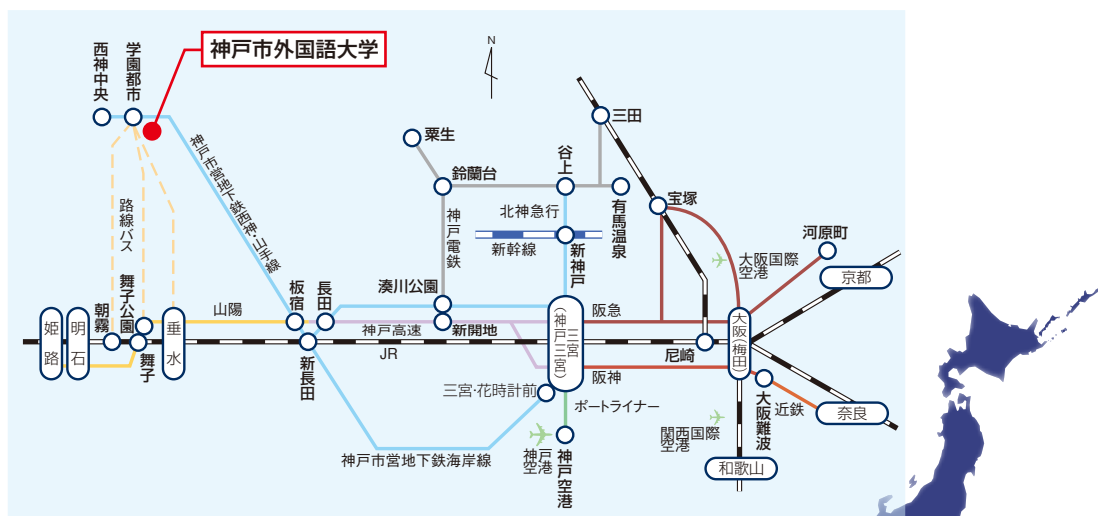 神戸市外国語大学
N
西神中央
学園都市
三田
粟生
谷上
鈴蘭台
神戸市営地下鉄西神・山手線
北神急行
有馬温泉
宝塚
神戸電鉄
路線バス
新幹線
新神戸
河原町
大阪国際
空港
京都
舞子公園
朝霧
板宿
長田
湊川公園
姫路
明石
垂水
山陽
三宮
(神戸三宮)
阪急
大阪(梅田)
神戸高速
新開地
JR
尼崎
舞子
新長田
阪神
三宮・花時計前
ポートライナー
大阪難波
近鉄
奈良
関西国際
空港
神戸市営地下鉄海岸線
神戸
空港
神戸空港
和歌山